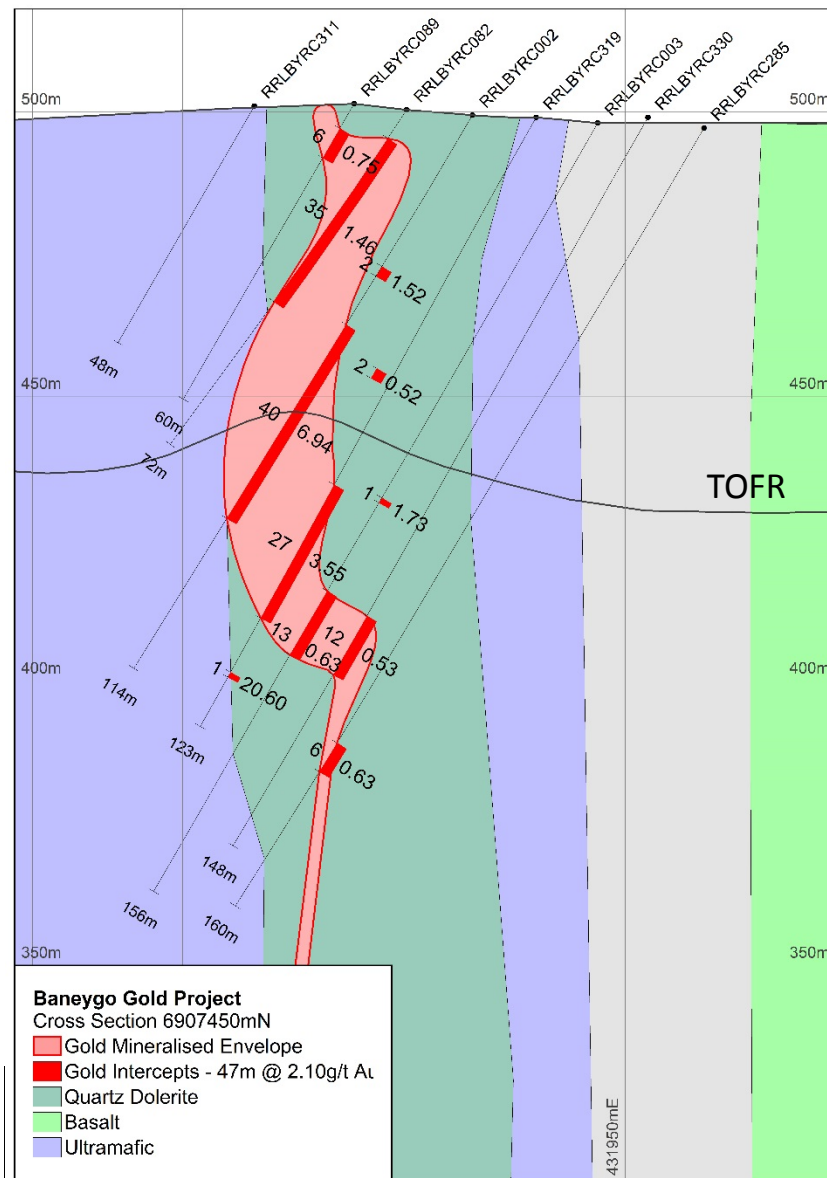 RRLBYRC311
RRLBYRC089
RRLBYRC082
RRLBYRC002
RRLBYRC319
RRLBYRC003
RRLBYRC330
RRLBYRC285
500m
500m
6
0.75
35
1.46
2
1.52
48m
2
0.52
450m
450m
60m
72m
40
6.94
TOFR
1
1.73
27
3.55
13
0.63
12
0.53
400m
400m
1
20.60
114m
123m
6
0.63
148m
156m
160m
350m
350m
Baneygo Gold Project
Cross Section 6907450mN
Gold Mineralised Envelope
Gold Intercepts - 47m @ 2.10g/t Au
Quartz Dolerite
Basalt
Ultramafic
431950mE